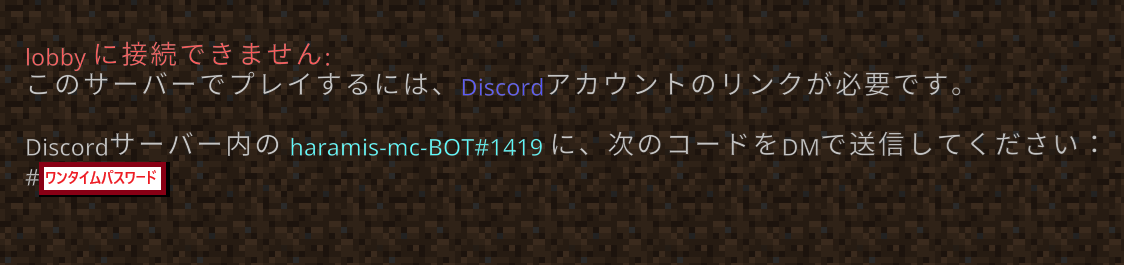 lobby に接続できません:
このサーバーでプレイするには、Discordアカウントのリンクが必要です。
Discordサーバー内の haramis-mc-BOT#1419 に、次のコードをDMで送信してください：
#ワンタイムパスワード